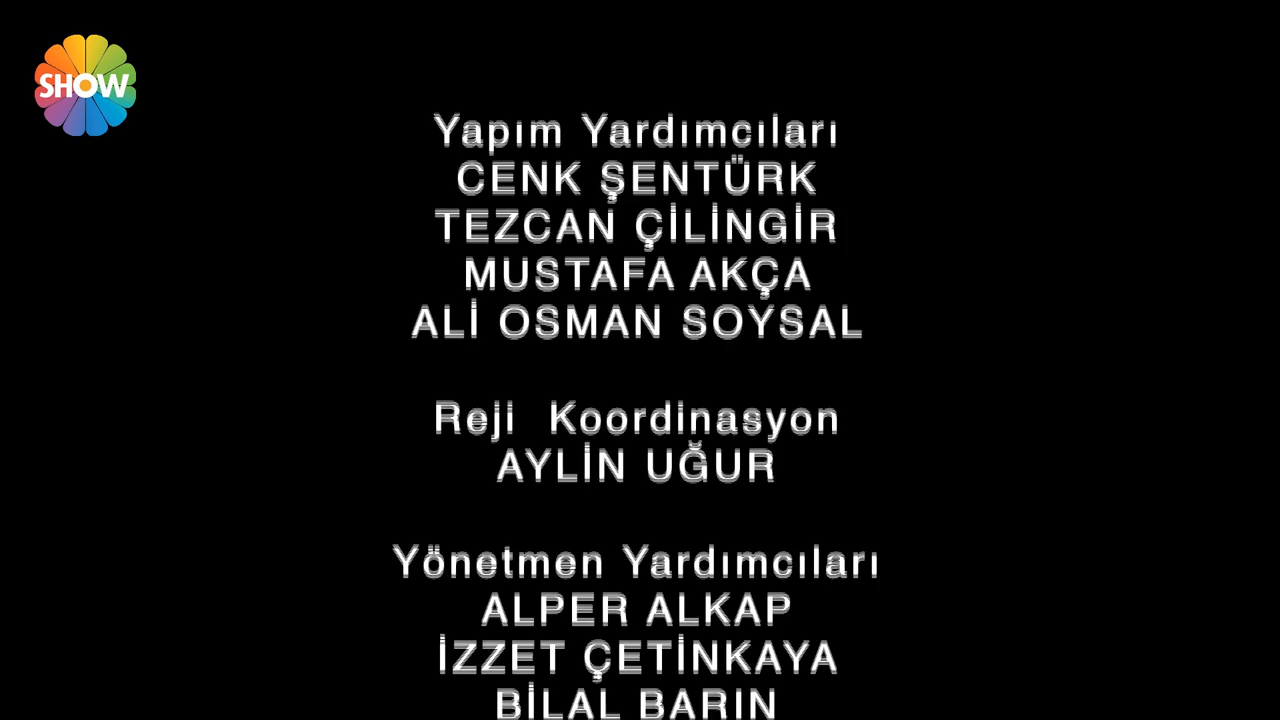 SHOW
Yapım Yardımcıları
CENK ŞENTÜRK
TEZCAN ÇİLİNGİR
MUSTAFA AKÇA
ALİ OSMAN SOYSAL
Reji Koordinasyon
AYLİN UĞUR
Yönetmen Yardımcıları
ALPER ALKAP
İZZET ÇETİNKAYA
BİLAL BARIN